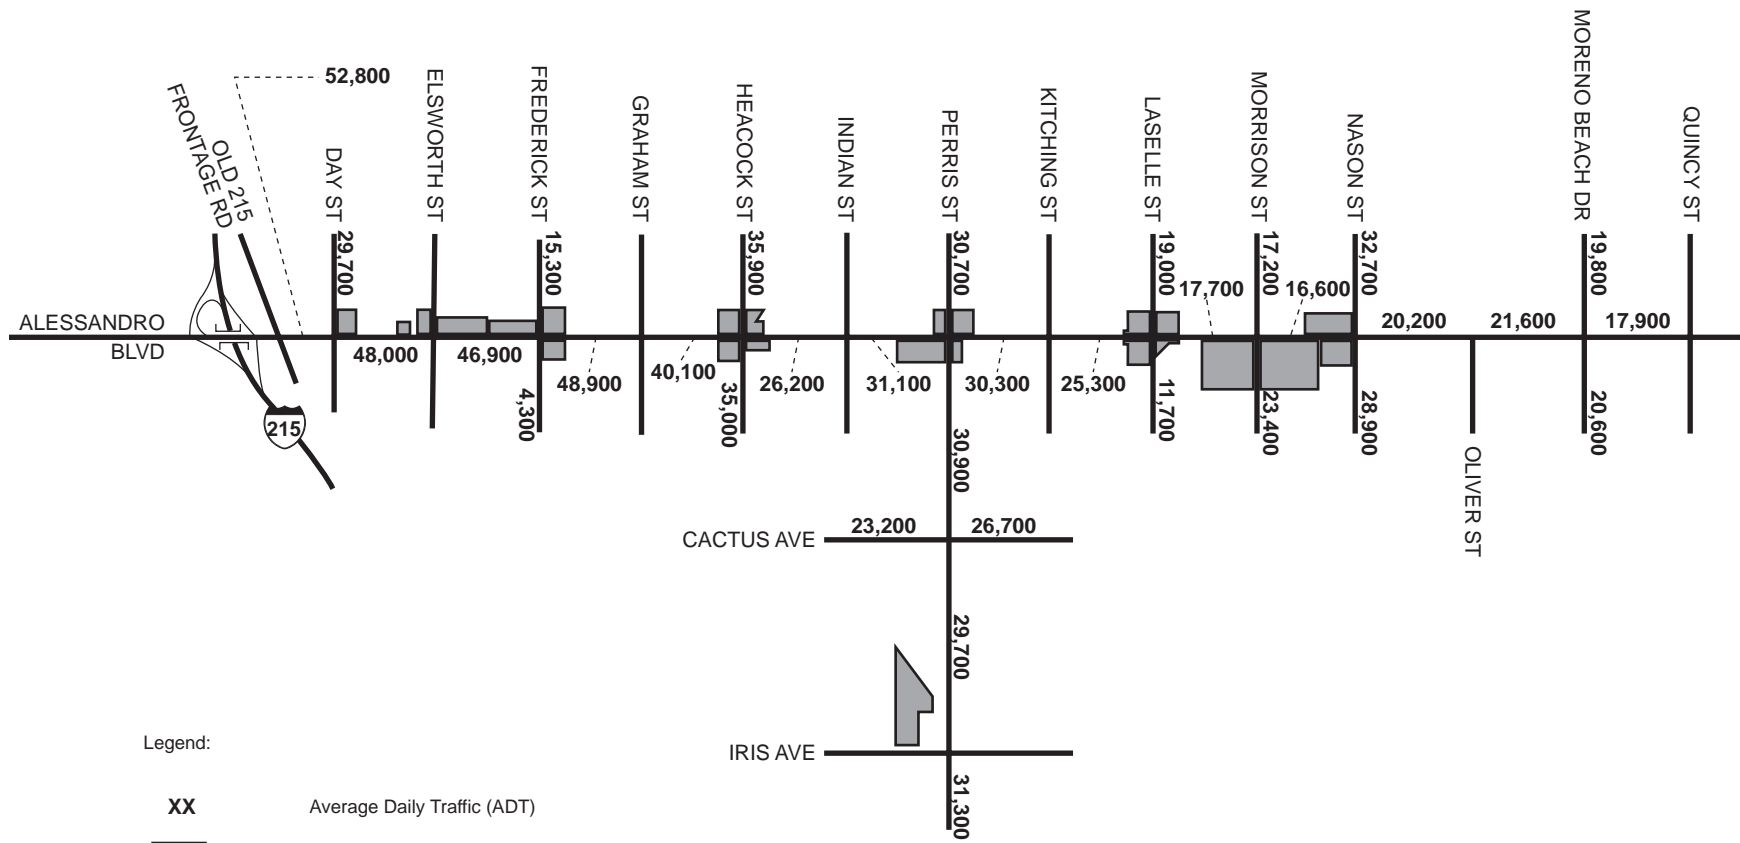 52,800
FRONTAGE RD
OLD 215
DAY ST
ELSWORTH ST
FREDERICK ST
GRAHAM ST
HEACOCK ST
INDIAN ST
PERRIS ST
KITCHING ST
LASELLE ST
MORRISON ST
NASON ST
MORENO BEACH DR
QUINCY ST
29,700
15,300
35,900
30,700
19,000
17,200
32,700
19,800
17,700
16,600
ALESSANDRO
BLVD
20,200
21,600
17,900
48,000
46,900
48,900
40,100
26,200
31,100
30,300
25,300
4,300
35,000
11,700
23,400
28,900
20,600
215
30,900
OLIVER ST
CACTUS AVE
23,200
26,700
29,700
IRIS AVE
31,300
Legend:
XX Average Daily Traffic (ADT)